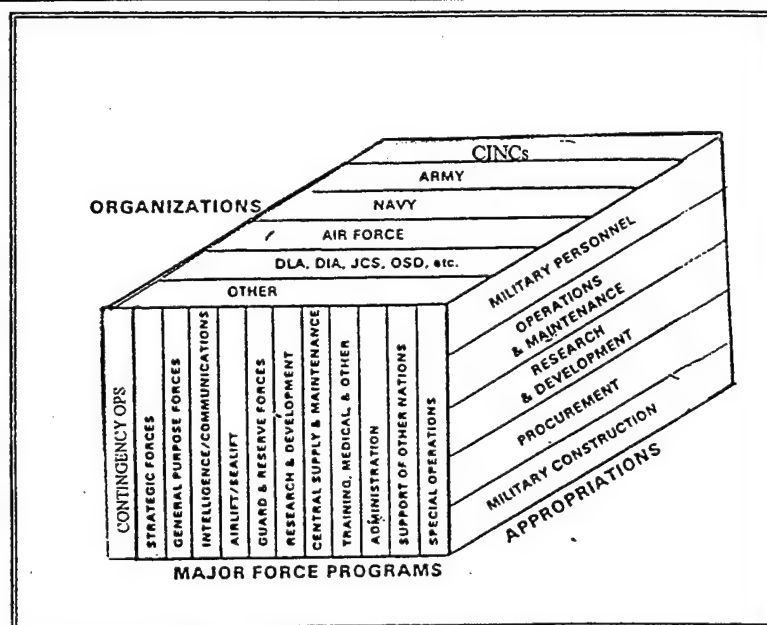 CINCs
ARMY
ORGANIZATIONS
NAVY
AIR FORCE
DLA, DIA, JCS, OSD, etc.
OTHER
MILITARY PERSONNEL
OPERATIONS
& MAINTENANCE
RESEARCH
& DEVELOPMENT
PROCUREMENT
MILITARY CONSTRUCTION
APPROPRIATIONS
CONTINGENCY OPS
STRATEGIC FORCES
GENERAL PURPOSE FORCES
INTELLIGENCE/COMMUNICATIONS
AIRLIFT/SEALIFT
GUARD & RESERVE FORCES
RESEARCH & DEVELOPMENT
CENTRAL SUPPLY & MAINTENANCE
TRAINING, MEDICAL, & OTHER
ADMINISTRATION
SUPPORT OF OTHER NATIONS
SPECIAL OPERATIONS
MAJOR FORCE PROGRAMS